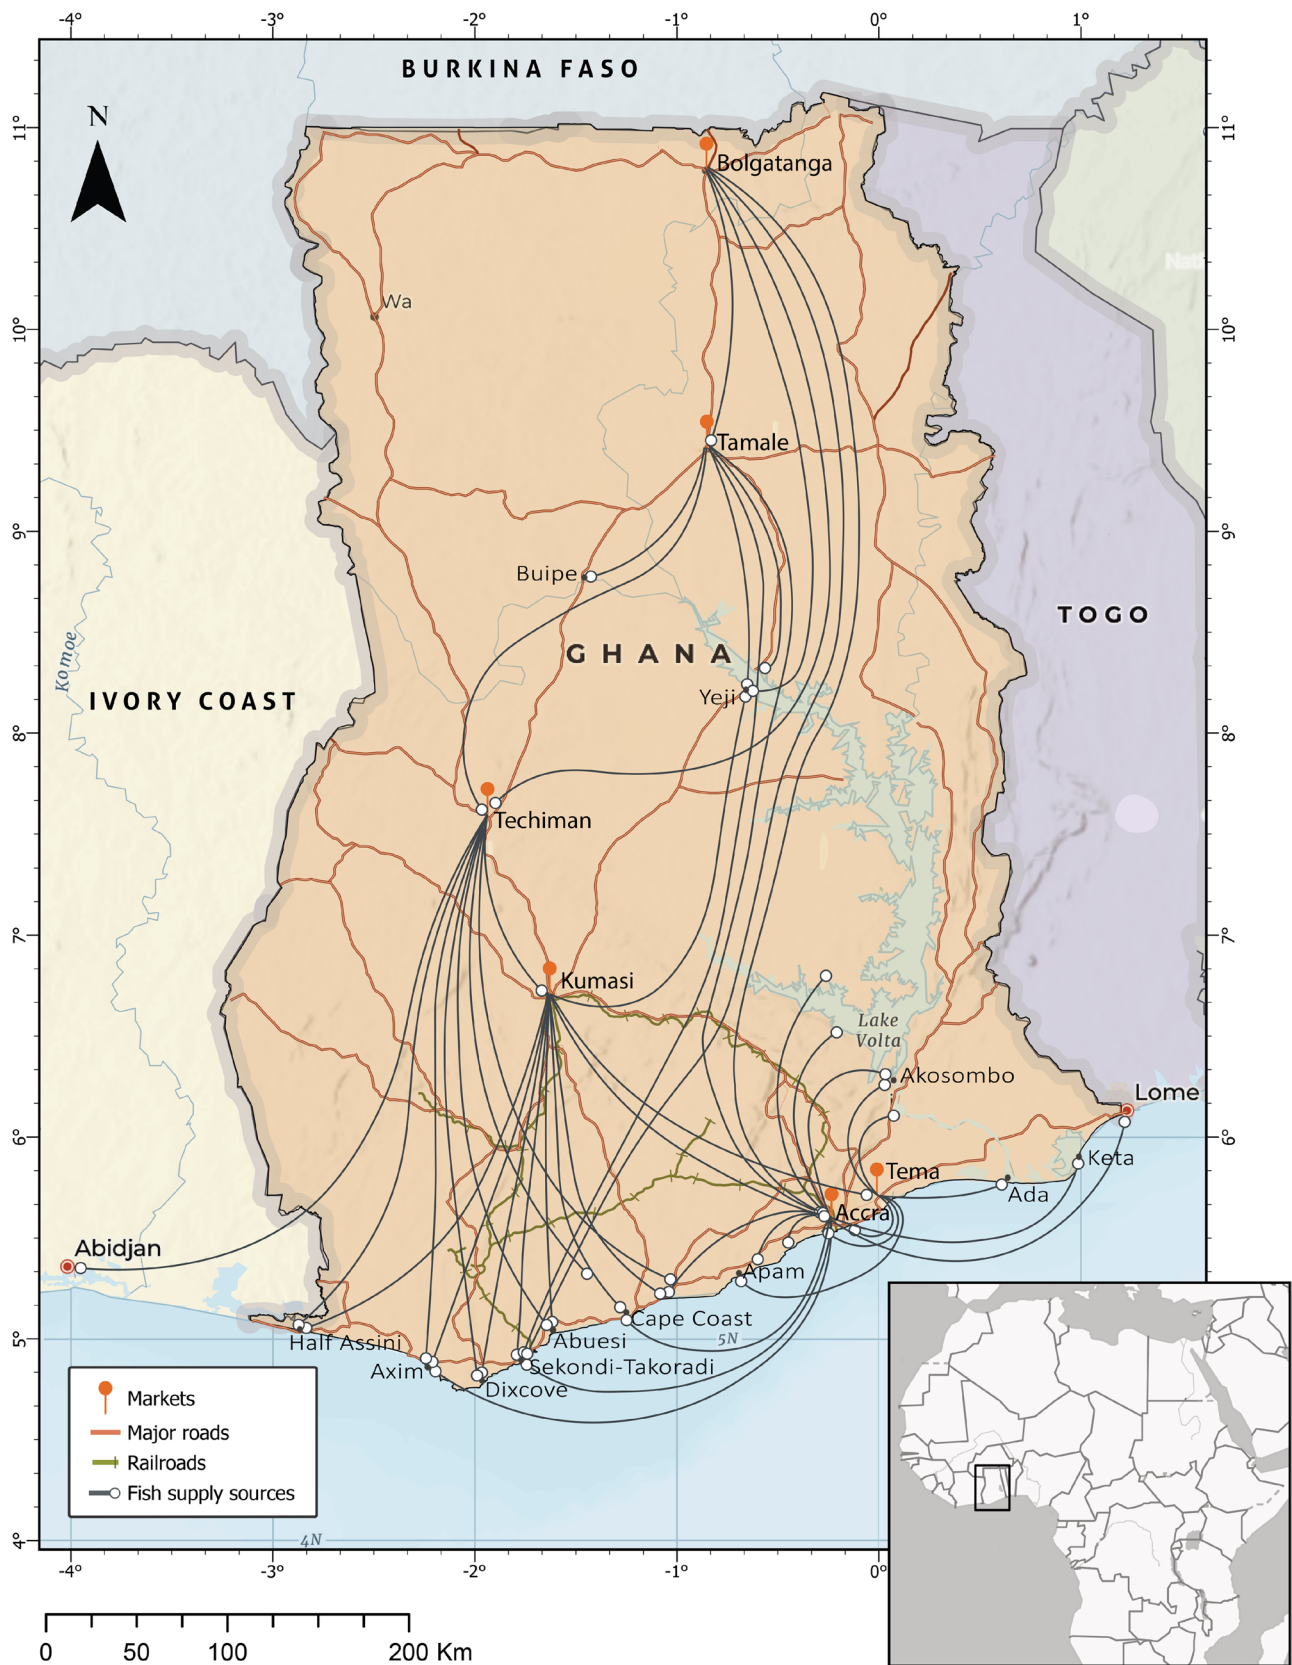 -4°
-3°
-2°
-1°
0°
1°
BURKINA FASO
N
11°
11°
Bolgatanga
Wa
10°
10°
Tamale
9°
9°
Buipe
TOGO
GHANA
Komoe
IVORY COAST
Yeji
8°
8°
Techiman
7°
7°
Kumasi
Lake
Volta
Akosombo
Lome
6°
6°
Keta
Tema
Ada
Accra
Abidjan
Apam
Cape Coast
5N
5°
Half Assini
Abuesi
Axim
Sekondi-Takoradi
Dixcove
Markets
Major roads
Railroads
Fish supply sources
4°
4N
-4°
-3°
-2°
-1°
0°
0
50
100
200 Km